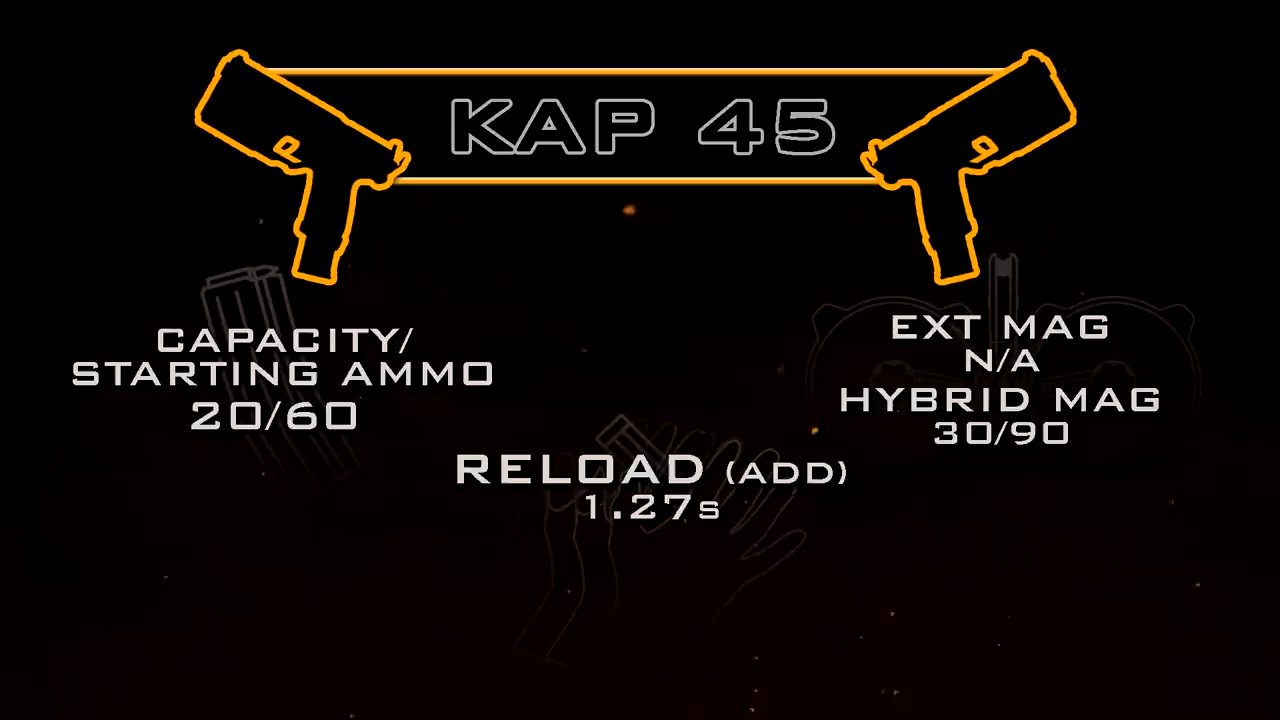 KAP 45
CAPACITY/
STARTING AMMO
20/60
EXT MAG
N/A
HYBRID MAG
30/90
RELOAD (ADD)
1.27s